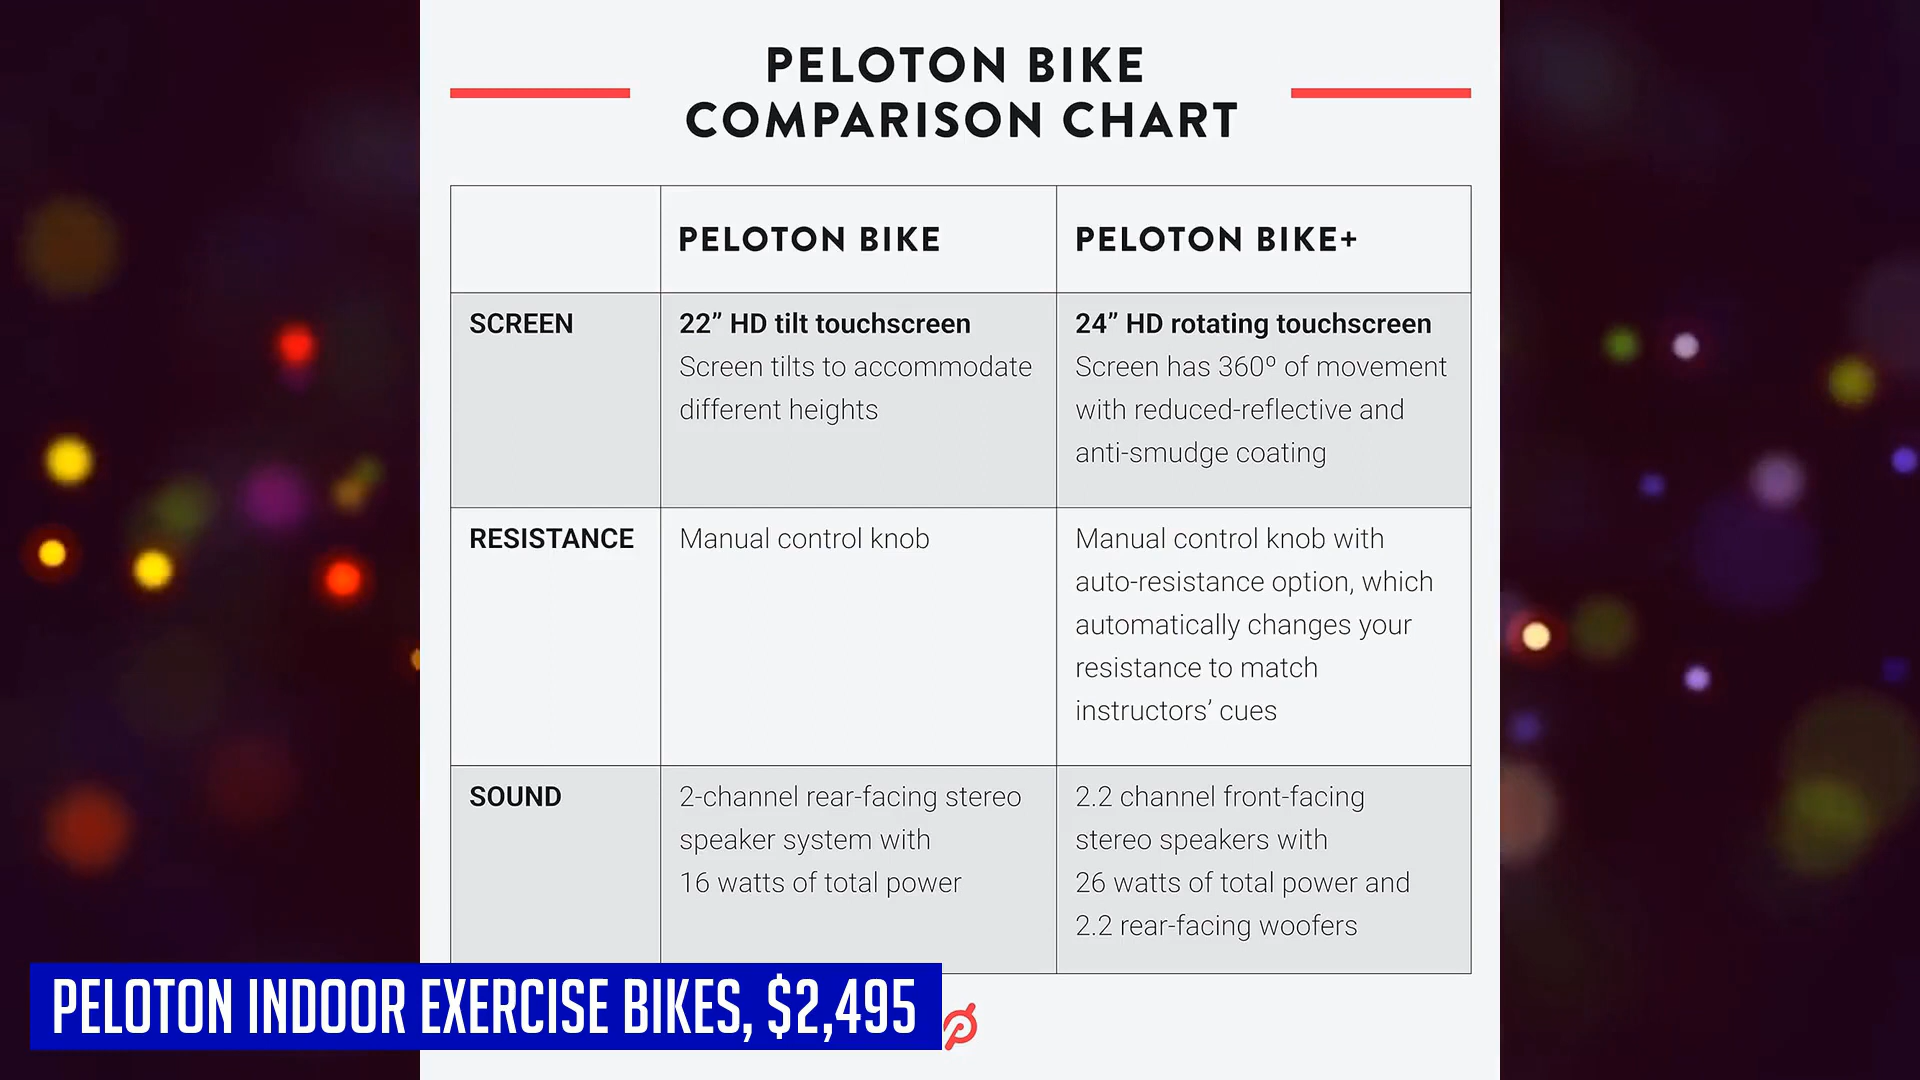 PELOTON BIKE
COMPARISON CHART
PELOTON BIKE
PELOTON BIKE+
SCREEN
22” HD tilt touchscreen
Screen tilts to accommodate
different heights
24” HD rotating touchscreen
Screen has 360º of movement
with reduced-reflective and
anti-smudge coating
RESISTANCE
Manual control knob
Manual control knob with
auto-resistance option, which
automatically changes your
resistance to match
instructors’ cues
SOUND
2-channel rear-facing stereo
speaker system with
16 watts of total power
2.2 channel front-facing
stereo speakers with
26 watts of total power and
2.2 rear-facing woofers
PELOTON INDOOR EXERCISE BIKES, $2,495